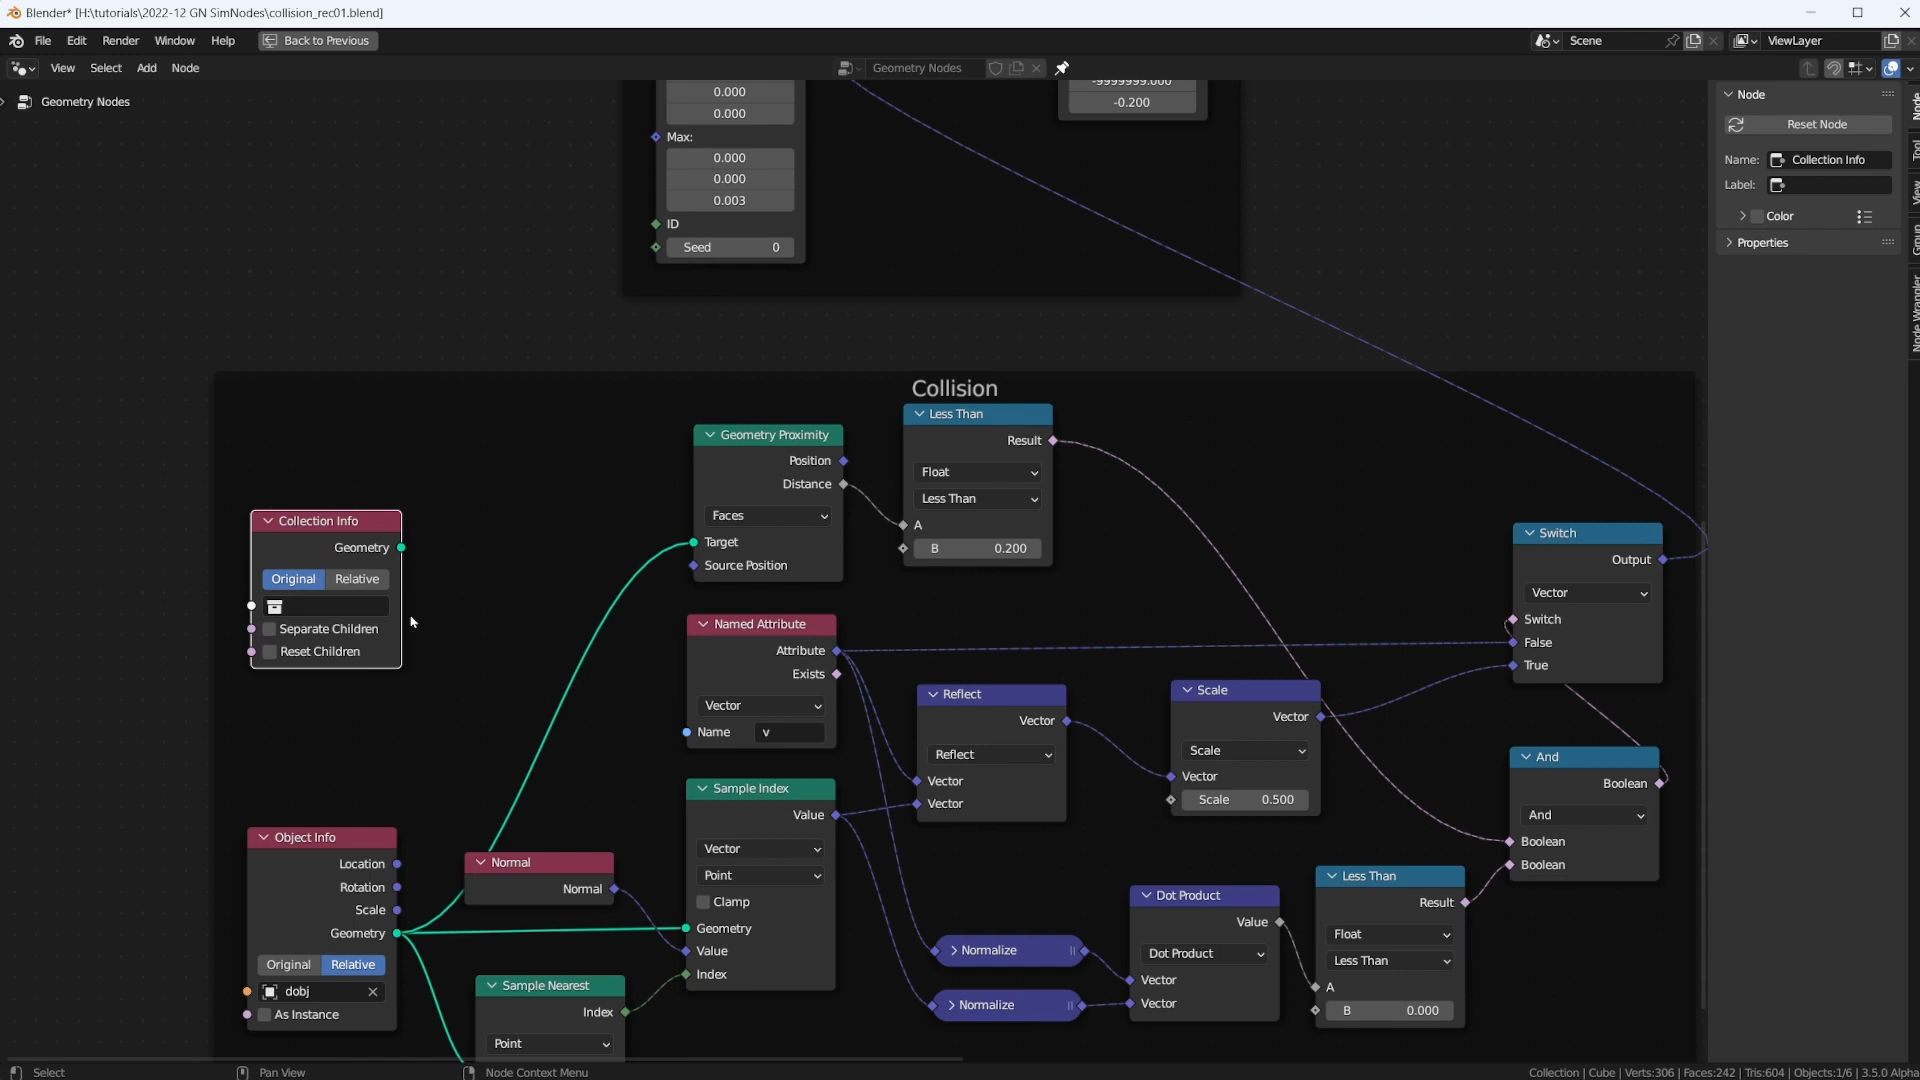 Blender* [H:\tutorials\2022-12 GN SimNodes\collision_rec01.blend]
File Edit Render Window Help Back to Previous Scene ViewLayer
View Select Add Node Geometry Nodes
Geometry Nodes
-9999999.000
-0.200
0.000
0.000
Max:
0.000
0.000
0.003
ID
Seed 0
Node
Reset Node
Name: Collection Info
Label:
Color
Properties
Node
Tool
View
Group
Node Wrangler
Collision
Less Than
Result
Float
Less Than
A
B 0.200
Geometry Proximity
Position
Distance
Faces
Target
Source Position
Collection Info
Geometry
Original Relative
Separate Children
Reset Children
Switch
Output
Vector
Switch
False
True
Named Attribute
Attribute
Exists
Vector
Name v
Reflect
Vector
Reflect
Vector
Vector
Scale
Vector
Scale
Vector
Scale 0.500
And
Boolean
And
Boolean
Boolean
Sample Index
Value
Vector
Point
Clamp
Geometry
Value
Index
Object Info
Location
Rotation
Scale
Geometry
Original Relative
dobj
As Instance
Normal
Normal
Sample Nearest
Index
Point
Normalize
Normalize
Dot Product
Value
Dot Product
Vector
Vector
Less Than
Result
Float
Less Than
A
B 0.000
Select Pan View Node Context Menu Collection | Cube | Verts:306 | Faces:242 | Tris:604 | Objects:1/6 | 3.5.0 Alpha